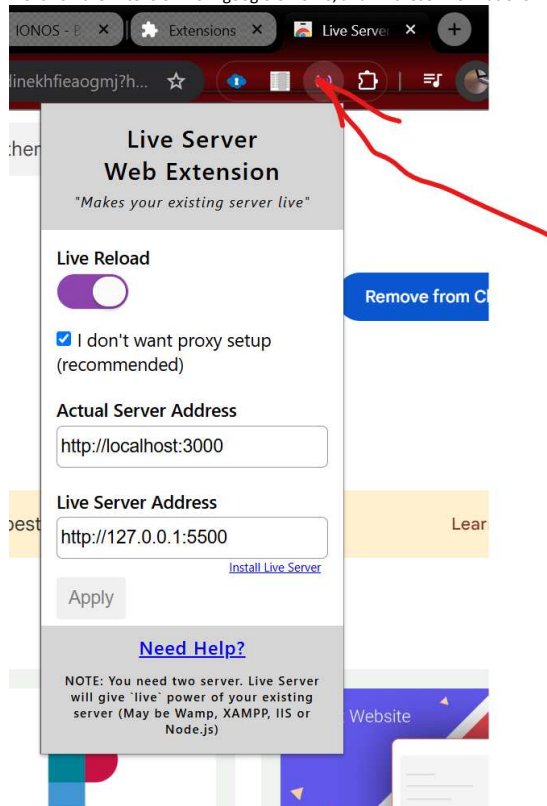 IONOS - E
Extensions
Live Server
dinekhfieaogmj?h...
ther
Live Server
Web Extension
"Makes your existing server live"
Live Reload
Remove from Cl
I don't want proxy setup
(recommended)
Actual Server Address
http://localhost:3000
Live Server Address
pest
http://127.0.0.1:5500
Lear
Install Live Server
Apply
Need Help?
NOTE: You need two server. Live Server
will give `live` power of your existing
server (May be Wamp, XAMPP, IIS or
Node.js)
Website